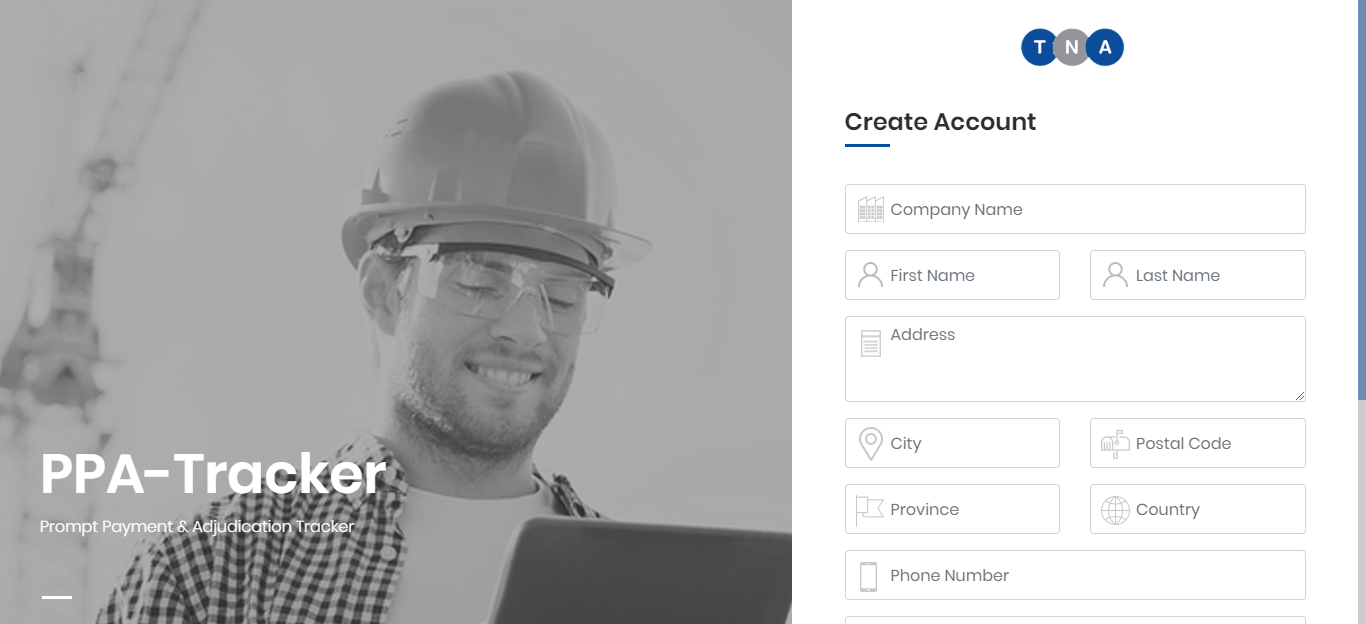 TNA
Create Account
Company Name
First Name
Last Name
Address
City
Postal Code
Province
Country
Phone Number
PPA-Tracker
Prompt Payment & Adjudication Tracker